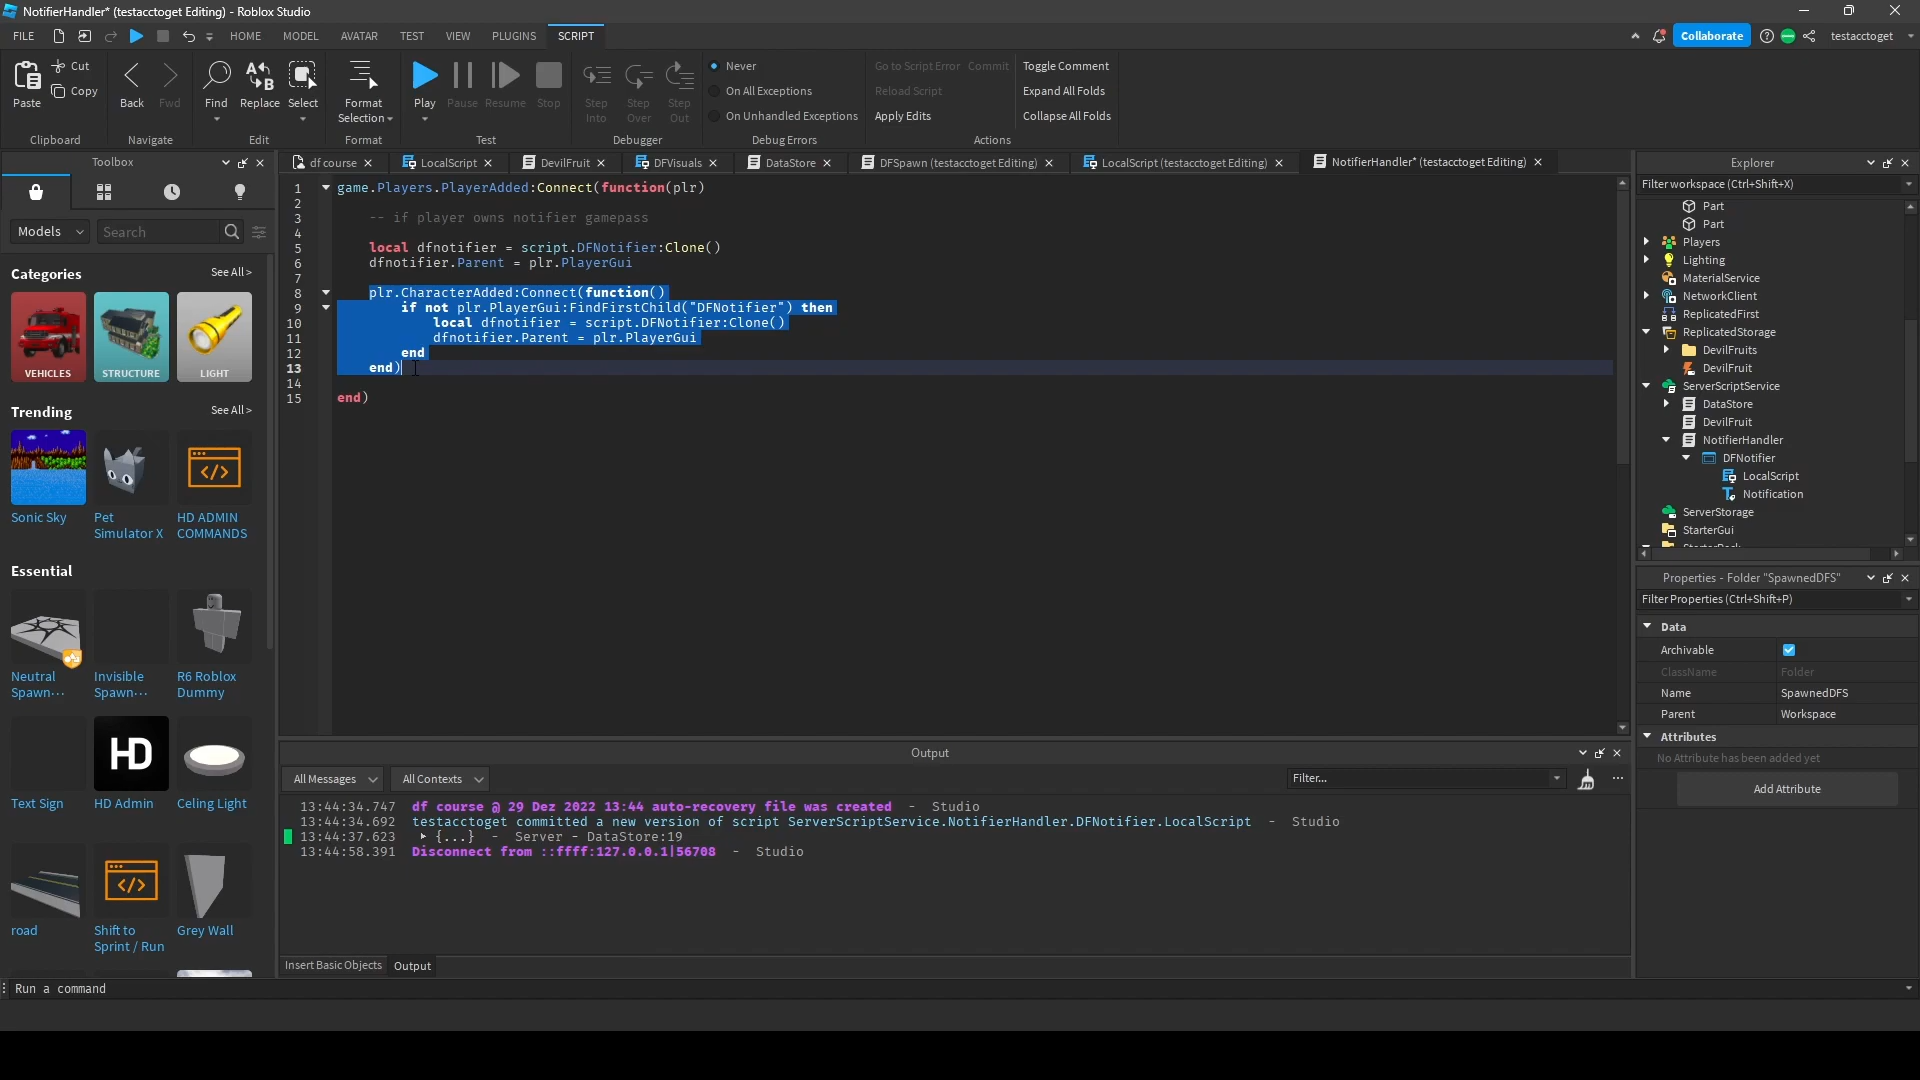 NotifierHandler* (testacctoget Editing) - Roblox Studio
FILE HOME MODEL AVATAR TEST VIEW PLUGINS SCRIPT Collaborate testacctoget
Paste Cut Copy Back Fwd Find Replace Select Format Selection Play Pause Resume Stop Step Into Step Over Step Out
Never Go to Script Error Commit Toggle Comment
On All Exceptions Reload Script Expand All Folds
On Unhandled Exceptions Apply Edits Collapse All Folds
Clipboard Navigate Edit Format Test Debugger Debug Errors Actions
Toolbox
Models Search
Categories See All >
VEHICLES STRUCTURE LIGHT
Trending See All >
Sonic Sky
Pet Simulator X
HD ADMIN COMMANDS
Essential
Neutral Spawn...
Invisible Spawn...
R6 Roblox Dummy
HD
Text Sign HD Admin Celing Light
road
Shift to Sprint / Run
Grey Wall
df course LocalScript DevilFruit DFVisuals DataStore DFSpawn (testacctoget Editing) LocalScript (testacctoget Editing) NotifierHandler* (testacctoget Editing)
1 game.Players.PlayerAdded:Connect(function(plr)
2
3 -- if player owns notifier gamepass
4
5 local dfnotifier = script.DFNotifier:Clone()
6 dfnotifier.Parent = plr.PlayerGui
7
8 plr.CharacterAdded:Connect(function()
9 if not plr.PlayerGui:FindFirstChild("DFNotifier") then
10 local dfnotifier = script.DFNotifier:Clone()
11 dfnotifier.Parent = plr.PlayerGui
12 end
13 end)
14
15 end)
Output
All Messages All Contexts Filter...
13:44:34.747 df course @ 29 Dez 2022 13:44 auto-recovery file was created - Studio
13:44:34.692 testacctoget committed a new version of script ServerScriptService.NotifierHandler.DFNotifier.LocalScript - Studio
13:44:37.623 {...} - Server - DataStore:19
13:44:58.391 Disconnect from ::ffff:127.0.0.1|56708 - Studio
Insert Basic Objects Output
Run a command
Explorer
Filter workspace (Ctrl+Shift+X)
Part
Part
Players
Lighting
MaterialService
NetworkClient
ReplicatedFirst
ReplicatedStorage
DevilFruits
DevilFruit
ServerScriptService
DataStore
DevilFruit
NotifierHandler
DFNotifier
LocalScript
Notification
ServerStorage
StarterGui
Properties - Folder "SpawnedDFS"
Filter Properties (Ctrl+Shift+P)
Data
Archivable
ClassName Folder
Name SpawnedDFS
Parent Workspace
Attributes
No Attribute has been added yet
Add Attribute